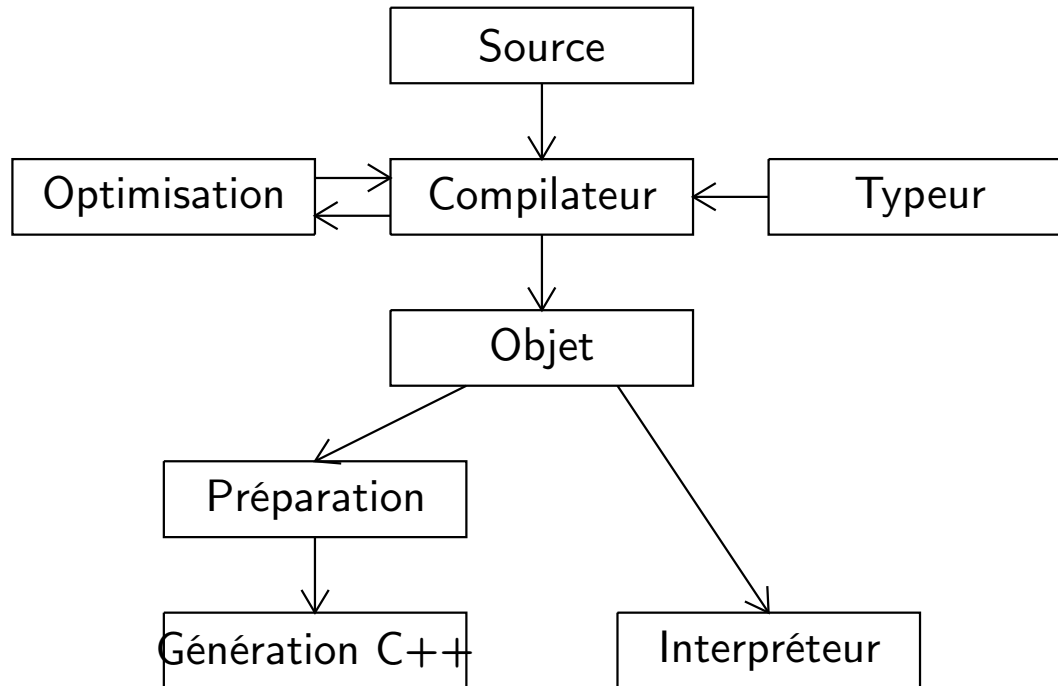 Source
Optimisation
Compilateur
Typeur
Objet
Préparation
Génération C++
Interpréteur